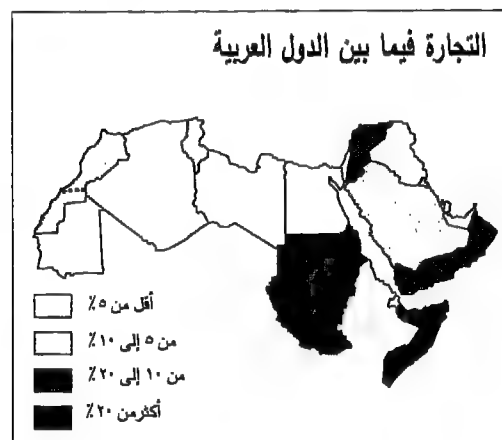 التجارة فيما بين الدول العربية
أقل من ٥٪
من ٥ إلى ١٠٪
من ١٠ إلى ٢٠٪
أكثر من ٢٠٪